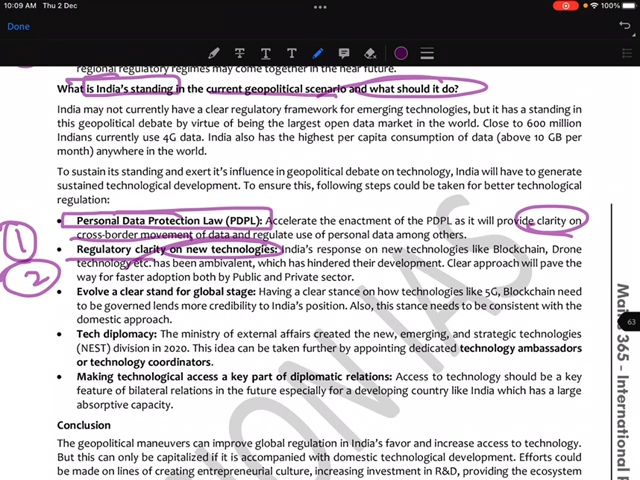 10:09 AM Thu 2 Dec
100%
Done
T T T
regional regulatory regimes may come together in the near future.
What is India's standing in the current geopolitical scenario and what should it do?
India may not currently have a clear regulatory framework for emerging technologies, but it has a standing in
this geopolitical debate by virtue of being the largest open data market in the world. Close to 600 million
Indians currently use 4G data. India also has the highest per capita consumption of data (above 10 GB per
month) anywhere in the world.
To sustain its standing and exert it's influence in geopolitical debate on technology, India will have to generate
sustained technological development. To ensure this, following steps could be taken for better technological
regulation:
• Personal Data Protection Law (PDPL): Accelerate the enactment of the PDPL as it will provide clarity on
cross-border movement of data and regulate use of personal data among others.
1
• Regulatory clarity on new technologies: India's response on new technologies like Blockchain, Drone
technology etc. has been ambivalent, which has hindered their development. Clear approach will pave the
way for faster adoption both by Public and Private sector.
2
• Evolve a clear stand for global stage: Having a clear stance on how technologies like 5G, Blockchain need
to be governed lends more credibility to India's position. Also, this stance needs to be consistent with the
domestic approach.
• Tech diplomacy: The ministry of external affairs created the new, emerging, and strategic technologies
(NEST) division in 2020. This idea can be taken further by appointing dedicated technology ambassadors
or technology coordinators.
• Making technological access a key part of diplomatic relations: Access to technology should be a key
feature of bilateral relations in the future especially for a developing country like India which has a large
absorptive capacity.
Conclusion
The geopolitical maneuvers can improve global regulation in India's favor and increase access to technology.
But this can only be capitalized if it is accompanied with domestic technological development. Efforts could
be made on lines of creating entrepreneurial culture, increasing investment in R&D, providing the ecosystem
63
365 - International
VISION IAS